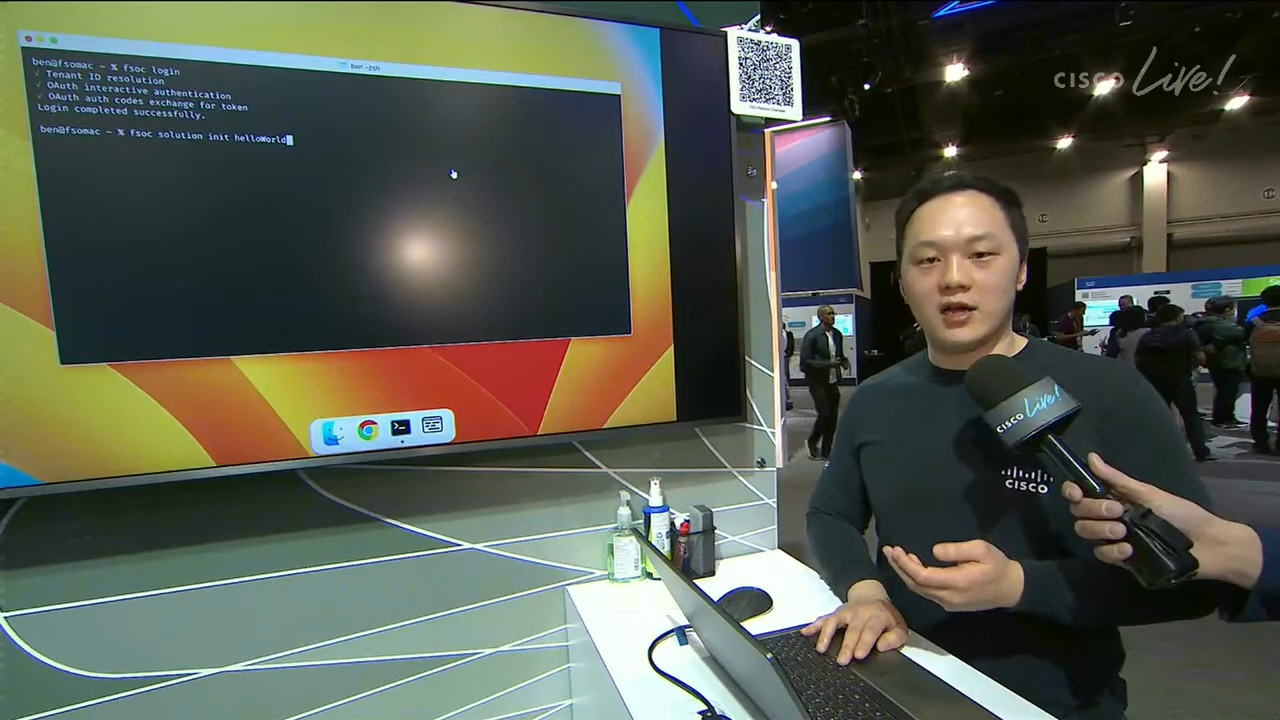 CISCO Live!
ben -zsh
ben@fsomac ~ % fsoc login
✓ Tenant ID resolution
✓ OAuth interactive authentication
✓ OAuth auth codes exchange for token
Login completed successfully.
ben@fsomac ~ % fsoc solution init helloWorld
CISCO Live!
CISCO